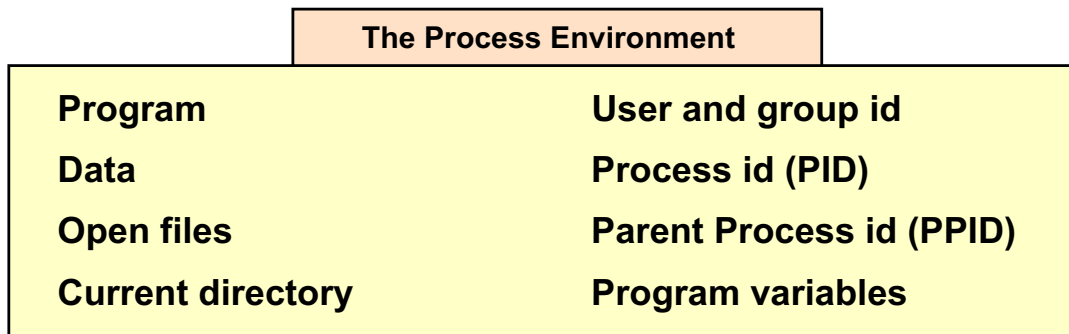 The Process Environment
Program
Data
Open files
Current directory
User and group id
Process id (PID)
Parent Process id (PPID)
Program variables